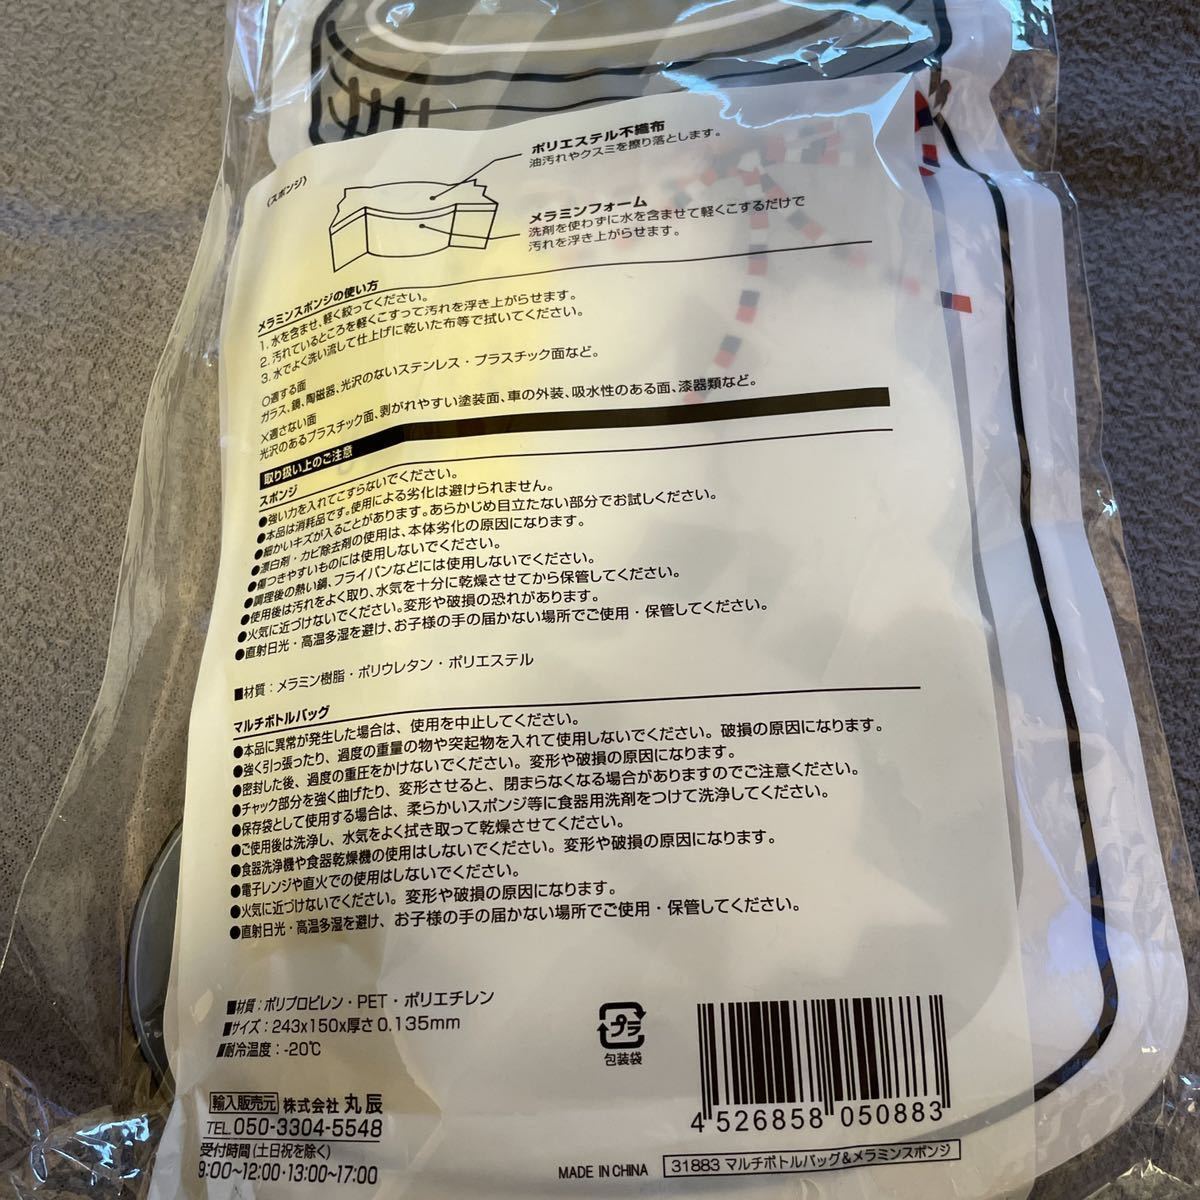 〈スポンジ〉
ポリエステル不織布
油汚れやクスミを擦り落とします。
メラミンフォーム
洗剤を使わずに水を含ませて軽くこするだけで
汚れを浮き上がらせます。
メラミンスポンジの使い方
1. 水を含ませ、軽く絞ってください。
2. 汚れているところを軽くこすって汚れを浮き上がらせます。
3. 水でよく洗い流して仕上げに乾いた布等で拭いてください。
○適する面
ガラス、鏡、陶磁器、光沢のないステンレス・プラスチック面など。
×適さない面
光沢のあるプラスチック面、剥がれやすい塗装面、車の外装、吸水性のある面、漆器類など。
取り扱い上のご注意
スポンジ
●強い力を入れてこすらないでください。
●本品は消耗品です。使用による劣化は避けられません。
●細かいキズが入ることがあります。あらかじめ目立たない部分でお試しください。
●漂白剤・カビ除去剤の使用は、本体劣化の原因になります。
●傷つきやすいものには使用しないでください。
●調理後の熱い鍋、フライパンなどには使用しないでください。
●使用後は汚れをよく取り、水気を十分に乾燥させてから保管してください。
●火気に近づけないでください。変形や破損の恐れがあります。
●直射日光・高温多湿を避け、お子様の手の届かない場所でご使用・保管してください。
■材質：メラミン樹脂・ポリウレタン・ポリエステル
マルチボトルバッグ
●本品に異常が発生した場合は、使用を中止してください。
●強く引っ張ったり、過度の重量の物や突起物を入れて使用しないでください。破損の原因になります。
●密封した後、過度の重圧をかけないでください。変形や破損の原因になります。
●チャック部分を強く曲げたり、変形させると、閉まらなくなる場合がありますのでご注意ください。
●保存袋として使用する場合は、柔らかいスポンジ等に食器用洗剤をつけて洗浄してください。
●ご使用後は洗浄し、水気をよく拭き取って乾燥させてください。
●食器洗浄機や食器乾燥機の使用はしないでください。変形や破損の原因になります。
●電子レンジや直火での使用はしないでください。
●火気に近づけないでください。変形や破損の原因になります。
●直射日光・高温多湿を避け、お子様の手の届かない場所でご使用・保管してください。
■材質：ポリプロピレン・PET・ポリエチレン
■サイズ：243x150x厚さ0.135mm
■耐冷温度：-20℃
プラ
包装袋
輸入販売元 株式会社 丸辰
TEL.050-3304-5548
受付時間(土日祝を除く)
9:00〜12:00・13:00〜17:00
4 526858 050883
MADE IN CHINA
31883 マルチボトルバッグ&メラミンスポンジ